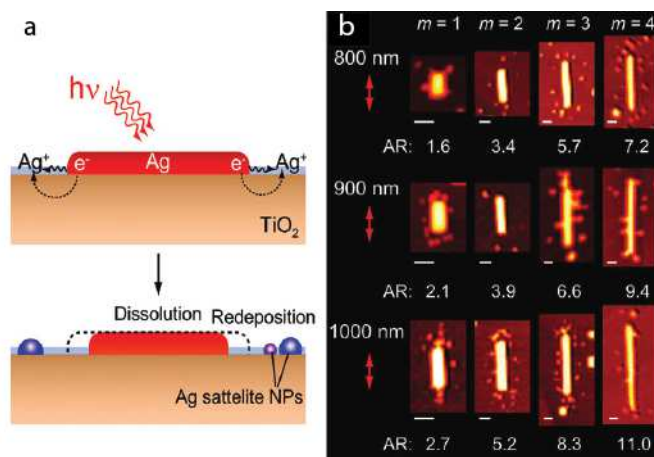 a
hν
Ag⁺ e⁻ Ag e⁻ Ag⁺
TiO₂
Dissolution
Redeposition
Ag sattelite NPs
b
m = 1 m = 2 m = 3 m = 4
800 nm
AR: 1.6 3.4 5.7 7.2
900 nm
AR: 2.1 3.9 6.6 9.4
1000 nm
AR: 2.7 5.2 8.3 11.0